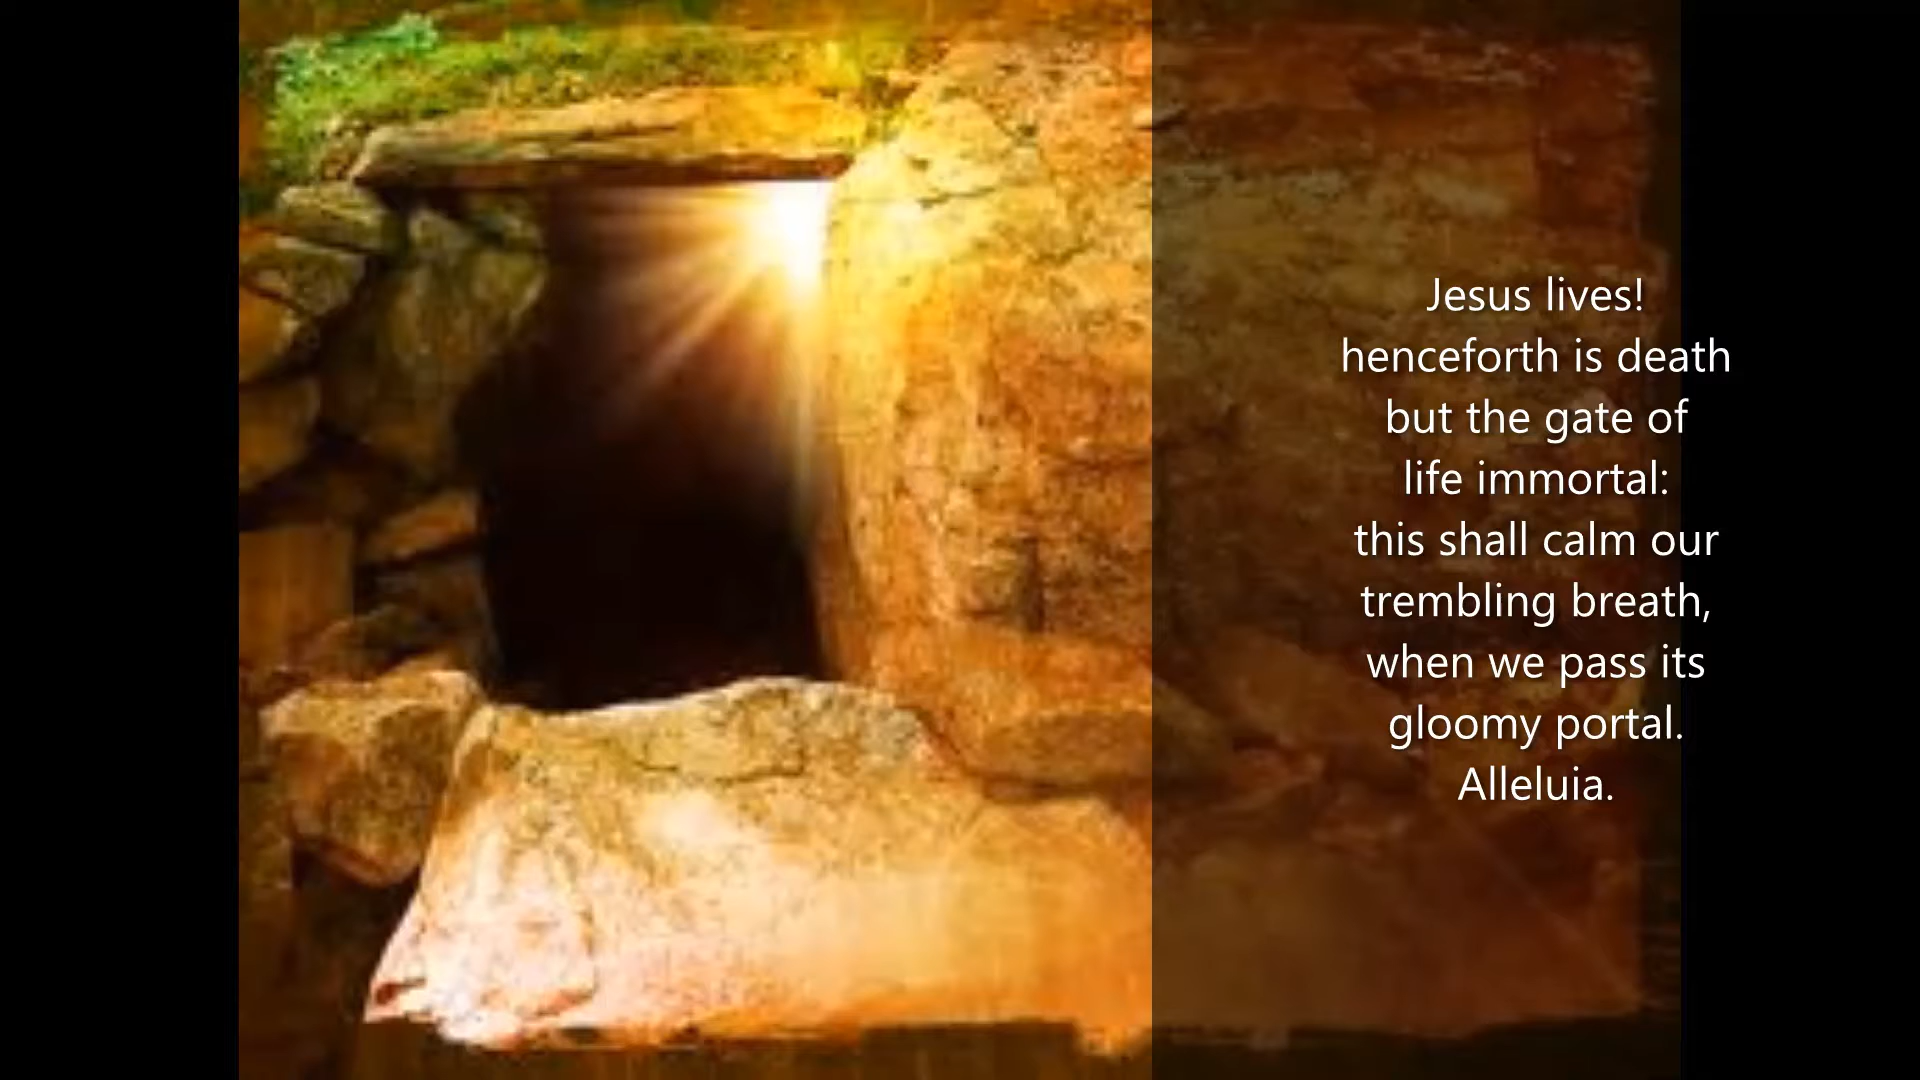 Jesus lives!
henceforth is death
but the gate of
life immortal:
this shall calm our
trembling breath,
when we pass its
gloomy portal.
Alleluia.